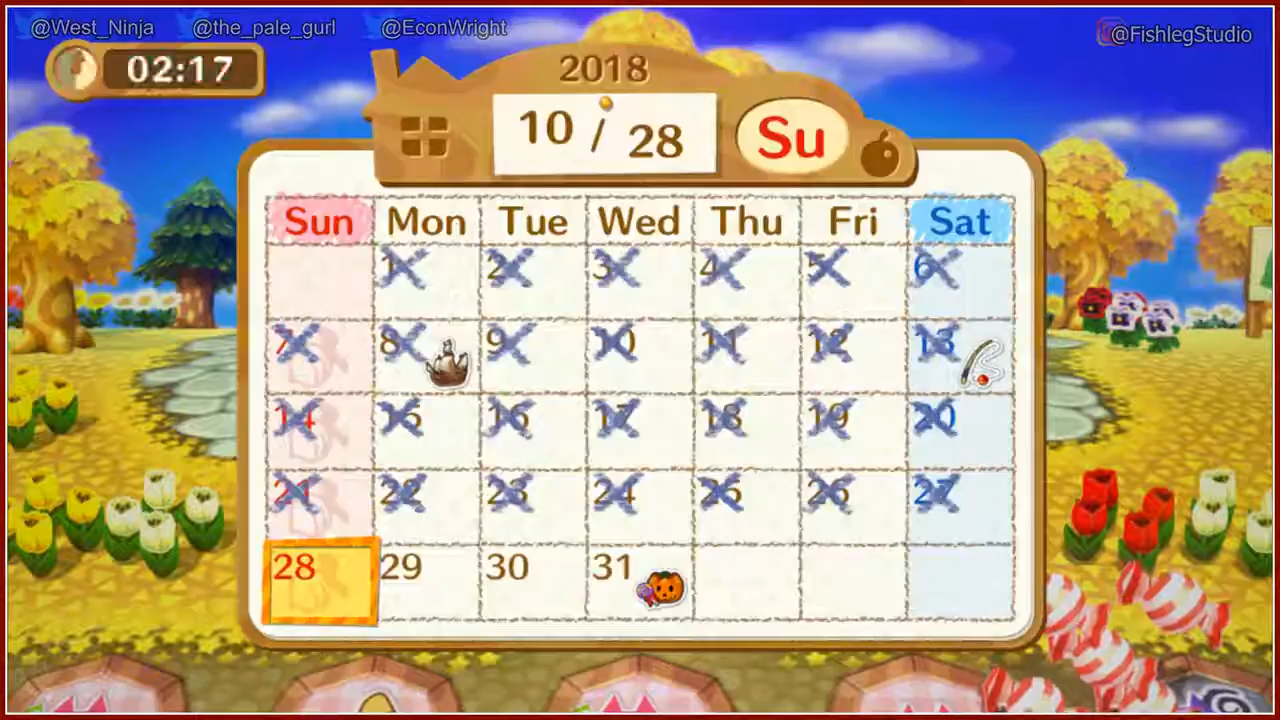 @West_Ninja @the_pale_gurl @EconWright @FishlegStudio
02:17
2018
10 / 28 Su
Sun Mon Tue Wed Thu Fri Sat
1 2 3 4 5 6
7 8 9 10 11 12 13
14 15 16 17 18 19 20
21 22 23 24 25 26 27
28 29 30 31